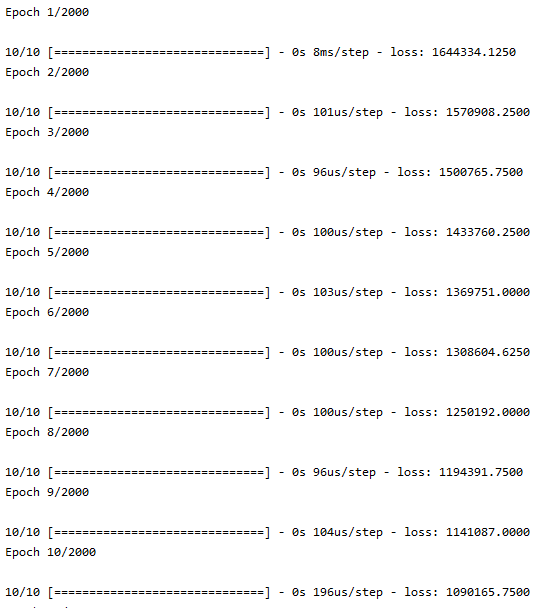 Epoch 1/2000
10/10 [==============================] - 0s 8ms/step - loss: 1644334.1250
Epoch 2/2000
10/10 [==============================] - 0s 101us/step - loss: 1570908.2500
Epoch 3/2000
10/10 [==============================] - 0s 96us/step - loss: 1500765.7500
Epoch 4/2000
10/10 [==============================] - 0s 100us/step - loss: 1433760.2500
Epoch 5/2000
10/10 [==============================] - 0s 103us/step - loss: 1369751.0000
Epoch 6/2000
10/10 [==============================] - 0s 100us/step - loss: 1308604.6250
Epoch 7/2000
10/10 [==============================] - 0s 100us/step - loss: 1250192.0000
Epoch 8/2000
10/10 [==============================] - 0s 96us/step - loss: 1194391.7500
Epoch 9/2000
10/10 [==============================] - 0s 104us/step - loss: 1141087.0000
Epoch 10/2000
10/10 [==============================] - 0s 196us/step - loss: 1090165.7500